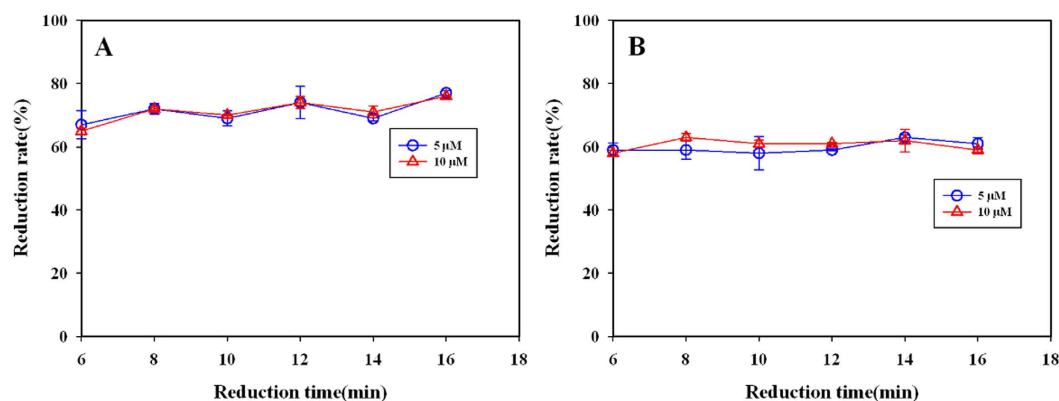 A
Reduction rate(%)
100
80
60
40
20
0
5 µM
10 µM
6 8 10 12 14 16 18
Reduction time(min)
B
Reduction rate(%)
100
80
60
40
20
0
5 µM
10 µM
6 8 10 12 14 16 18
Reduction time(min)